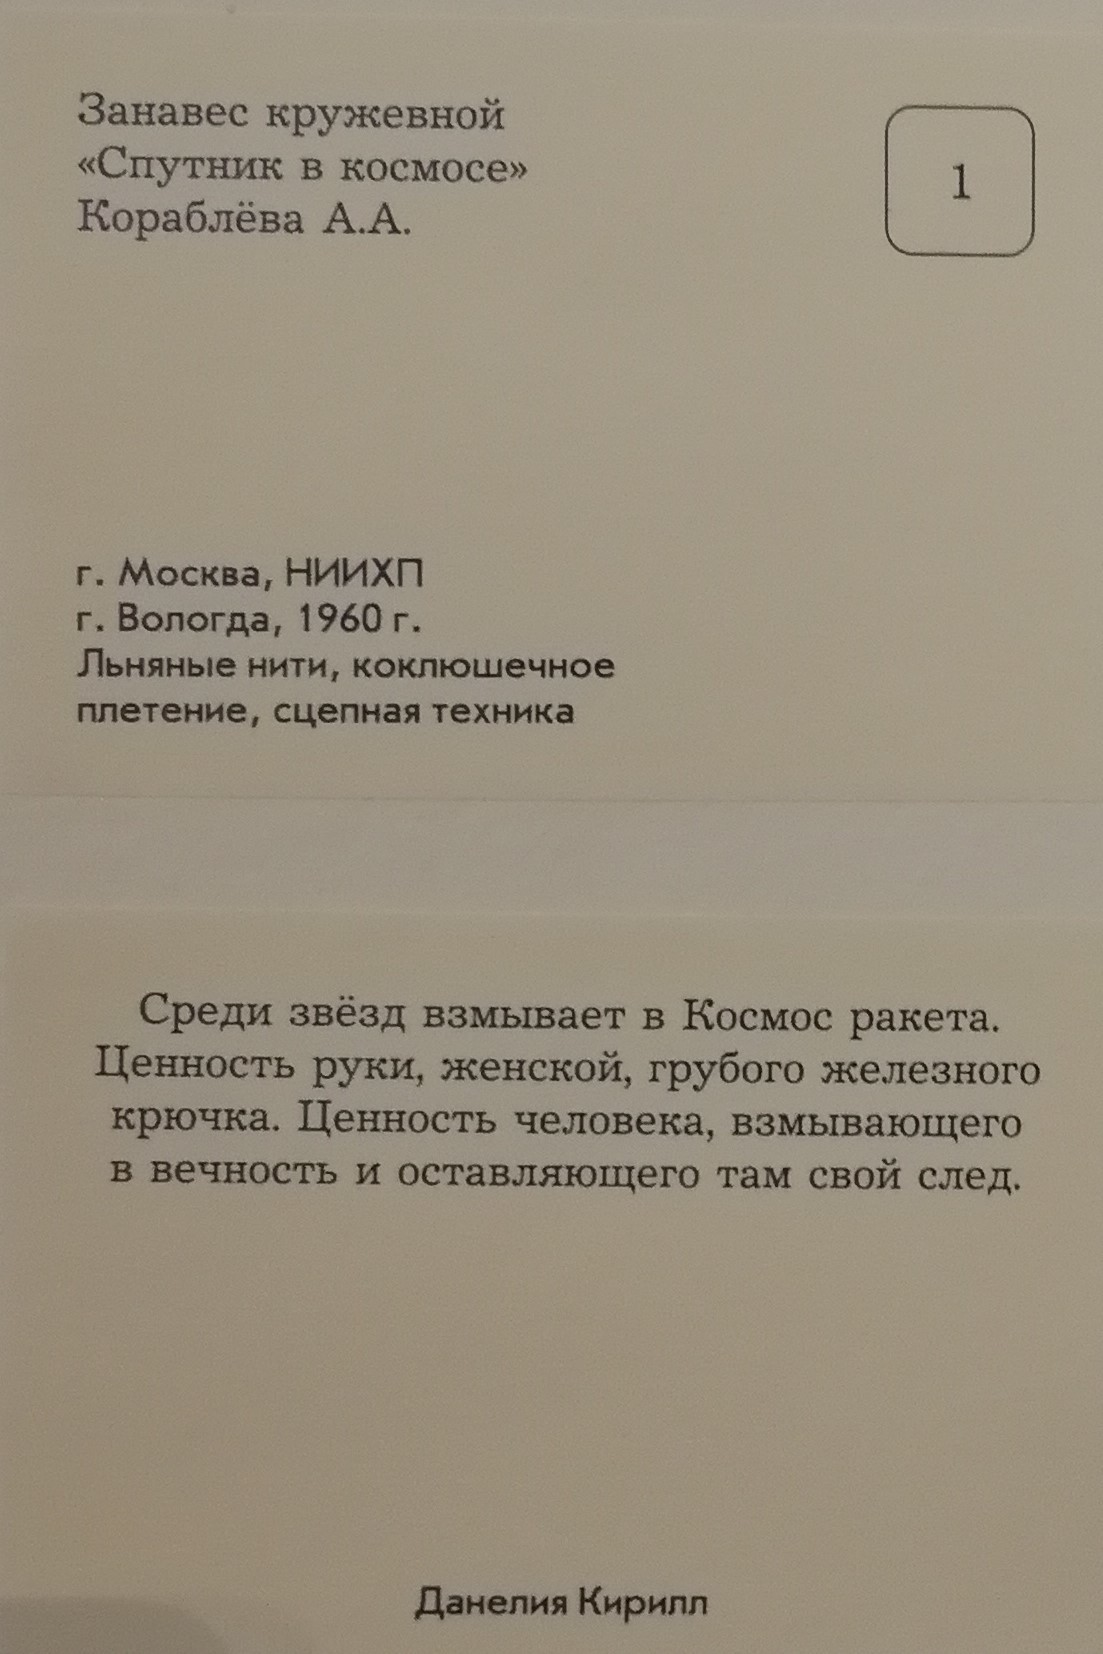 Занавес кружевной
«Спутник в космосе»
Кораблёва А.А.
1
г. Москва, НИИХП
г. Вологда, 1960 г.
Льняные нити, коклюшечное
плетение, сцепная техника
Среди звёзд взмывает в Космос ракета.
Ценность руки, женской, грубого железного
крючка. Ценность человека, взмывающего
в вечность и оставляющего там свой след.
Данелия Кирилл